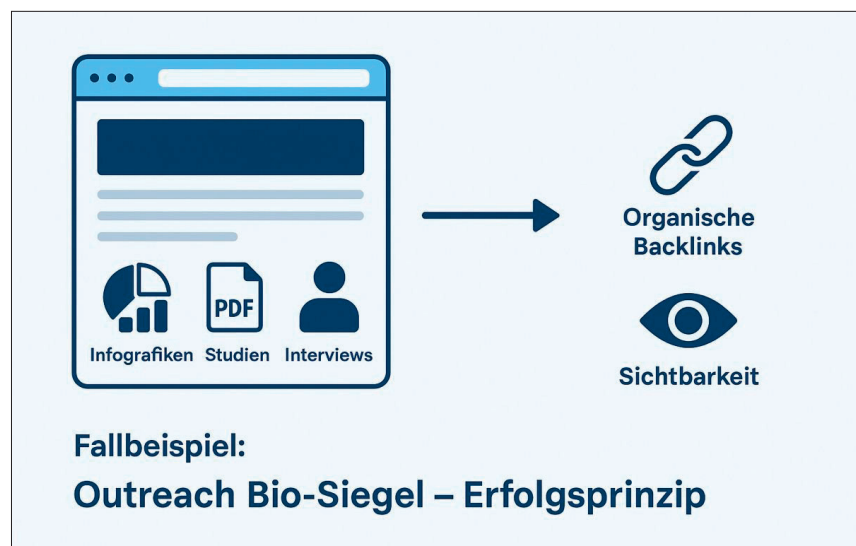 PDF
Infografiken Studien Interviews
Organische
Backlinks
Sichtbarkeit
Fallbeispiel:
Outreach Bio-Siegel – Erfolgsprinzip